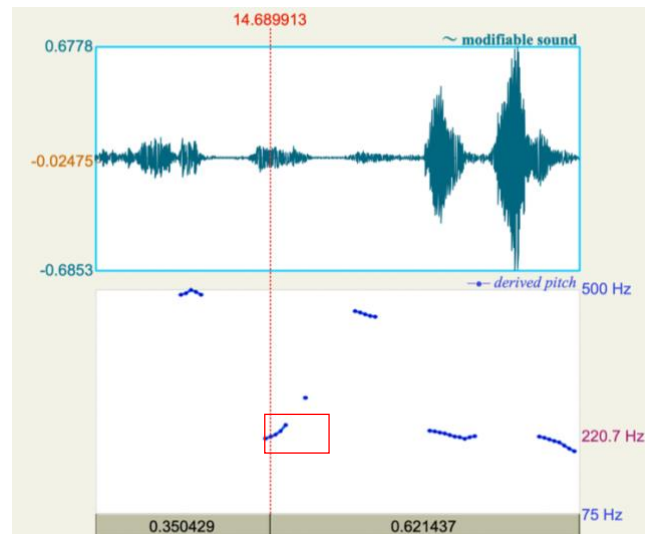 14.689913
0.6778
～ modifiable sound
-0.02475
-0.6853
derived pitch
500 Hz
220.7 Hz
75 Hz
0.350429 0.621437